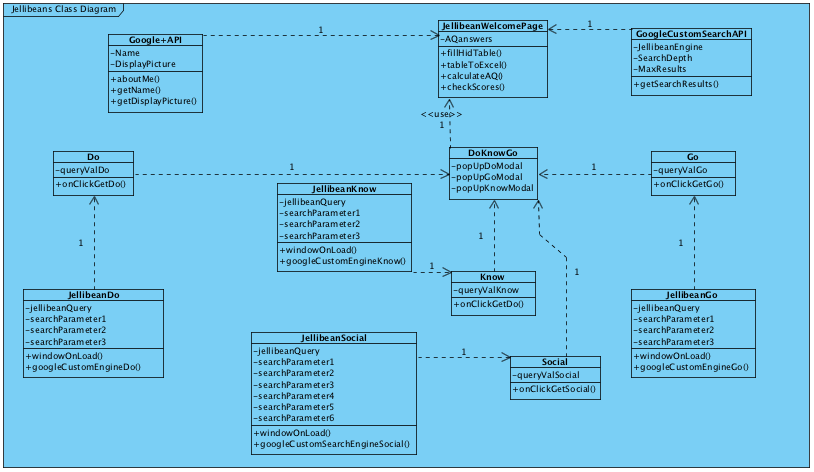 Jellibeans Class Diagram
Google+API
-Name
-DisplayPicture
+aboutMe()
+getName()
+getDisplayPicture()
1
JellibeanWelcomePage
-AQanswers
+fillHidTable()
+tableToExcel()
+calculateAQ()
+checkScores()
1
GoogleCustomSearchAPI
-JellibeanEngine
-SearchDepth
-MaxResults
+getSearchResults()
<<use>>
1
Do
-queryValDo
+onClickGetDo()
1
DoKnowGo
-popUpDoModal
-popUpGoModal
-popUpKnowModal
1
Go
-queryValGo
+onClickGetGo()
JellibeanKnow
-jellibeanQuery
-searchParameter1
-searchParameter2
-searchParameter3
+windowOnLoad()
+googleCustomEngineKnow()
1
1
1
1
1
Know
-queryValKnow
+onClickGetDo()
JellibeanDo
-jellibeanQuery
-searchParameter1
-searchParameter2
-searchParameter3
+windowOnLoad()
+googleCustomEngineDo()
JellibeanGo
-jellibeanQuery
-searchParameter1
-searchParameter2
-searchParameter3
+windowOnLoad()
+googleCustomEngineGo()
JellibeanSocial
-jellibeanQuery
-searchParameter1
-searchParameter2
-searchParameter3
-searchParameter4
-searchParameter5
-searchParameter6
+windowOnLoad()
+googleCustomSearchEngineSocial()
1
Social
-queryValSocial
+onClickGetSocial()